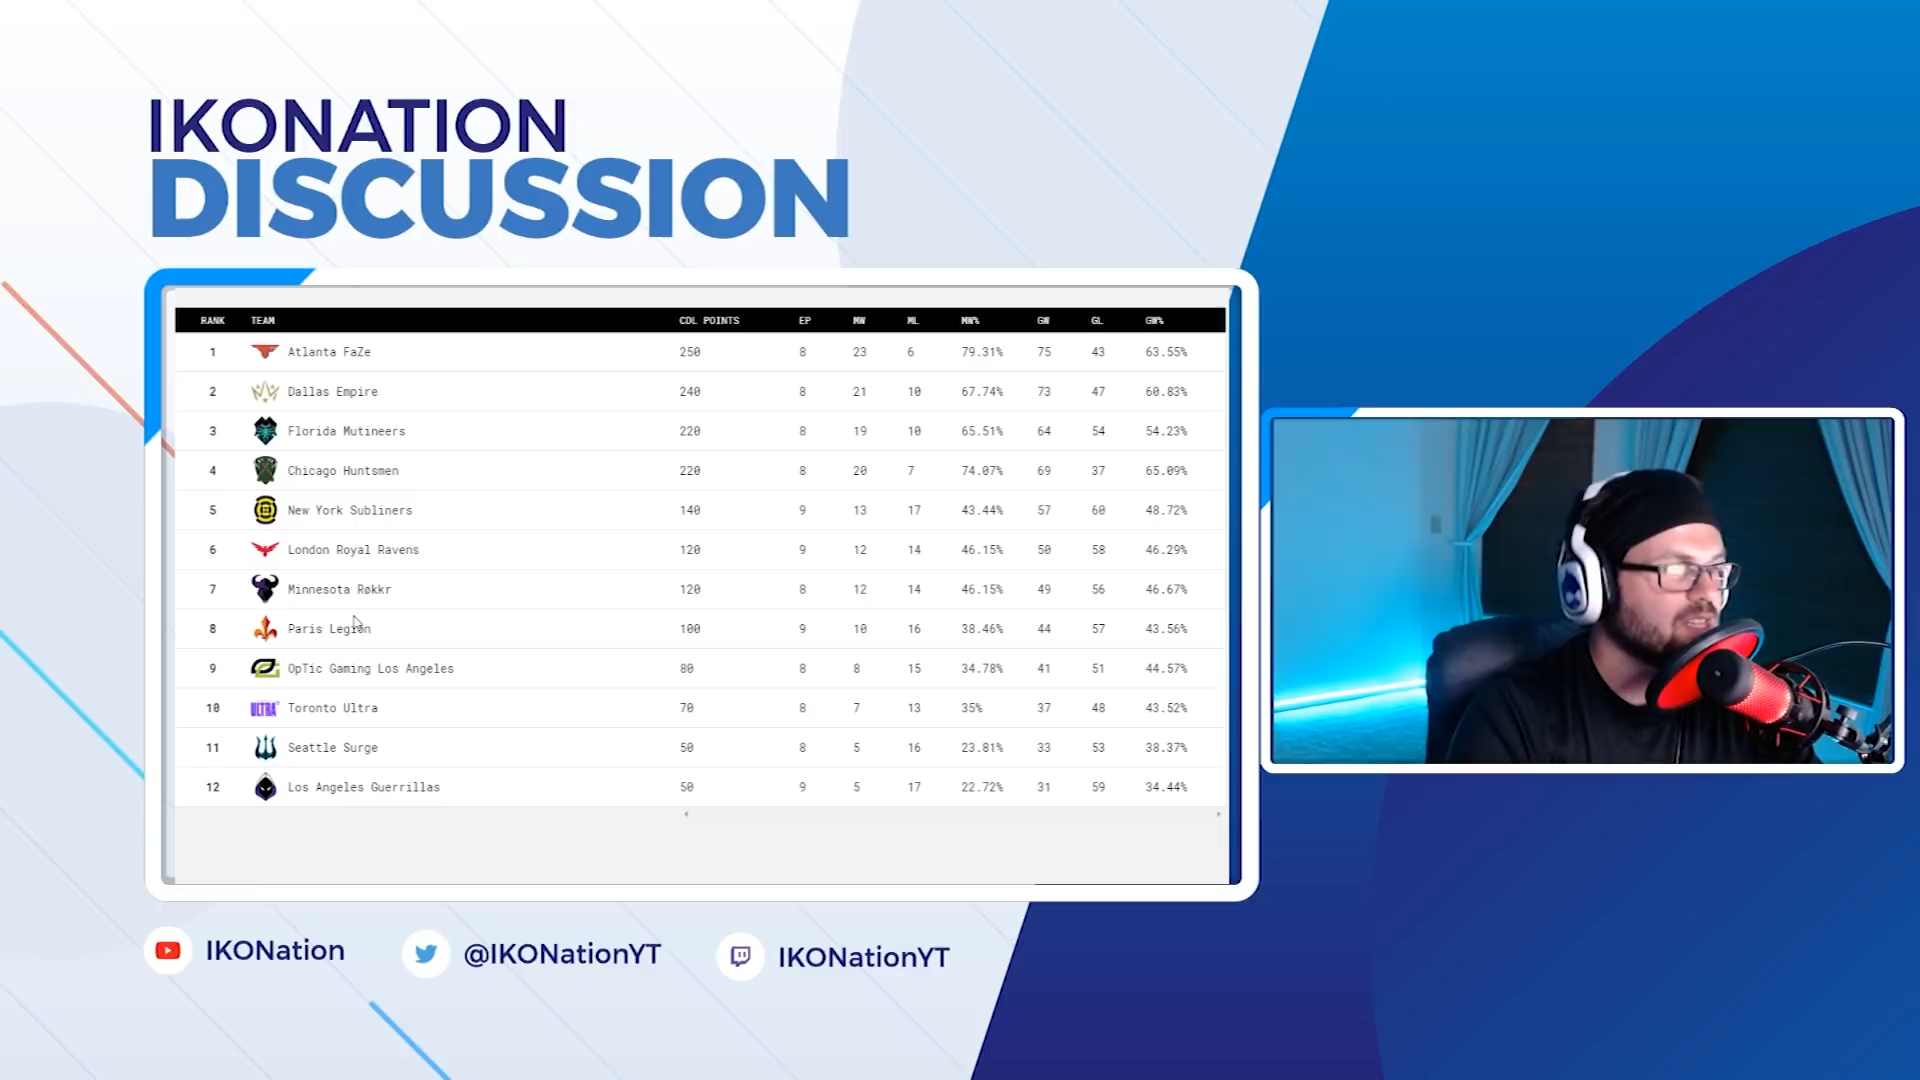 IKONATION
DISCUSSION
RANK TEAM CDL POINTS EP MW ML MW% GW GL GW%
1 Atlanta FaZe 250 8 23 6 79.31% 75 43 63.55%
2 Dallas Empire 240 8 21 10 67.74% 73 47 60.83%
3 Florida Mutineers 220 8 19 10 65.51% 64 54 54.23%
4 Chicago Huntsmen 220 8 20 7 74.07% 69 37 65.09%
5 New York Subliners 140 9 13 17 43.44% 57 60 48.72%
6 London Royal Ravens 120 9 12 14 46.15% 50 58 46.29%
7 Minnesota Røkkr 120 8 12 14 46.15% 49 56 46.67%
8 Paris Legion 100 9 10 16 38.46% 44 57 43.56%
9 OpTic Gaming Los Angeles 80 8 8 15 34.78% 41 51 44.57%
10 ULTRA Toronto Ultra 70 8 7 13 35% 37 48 43.52%
11 Seattle Surge 50 8 5 16 23.81% 33 53 38.37%
12 Los Angeles Guerrillas 50 9 5 17 22.72% 31 59 34.44%
IKONation @IKONationYT IKONationYT